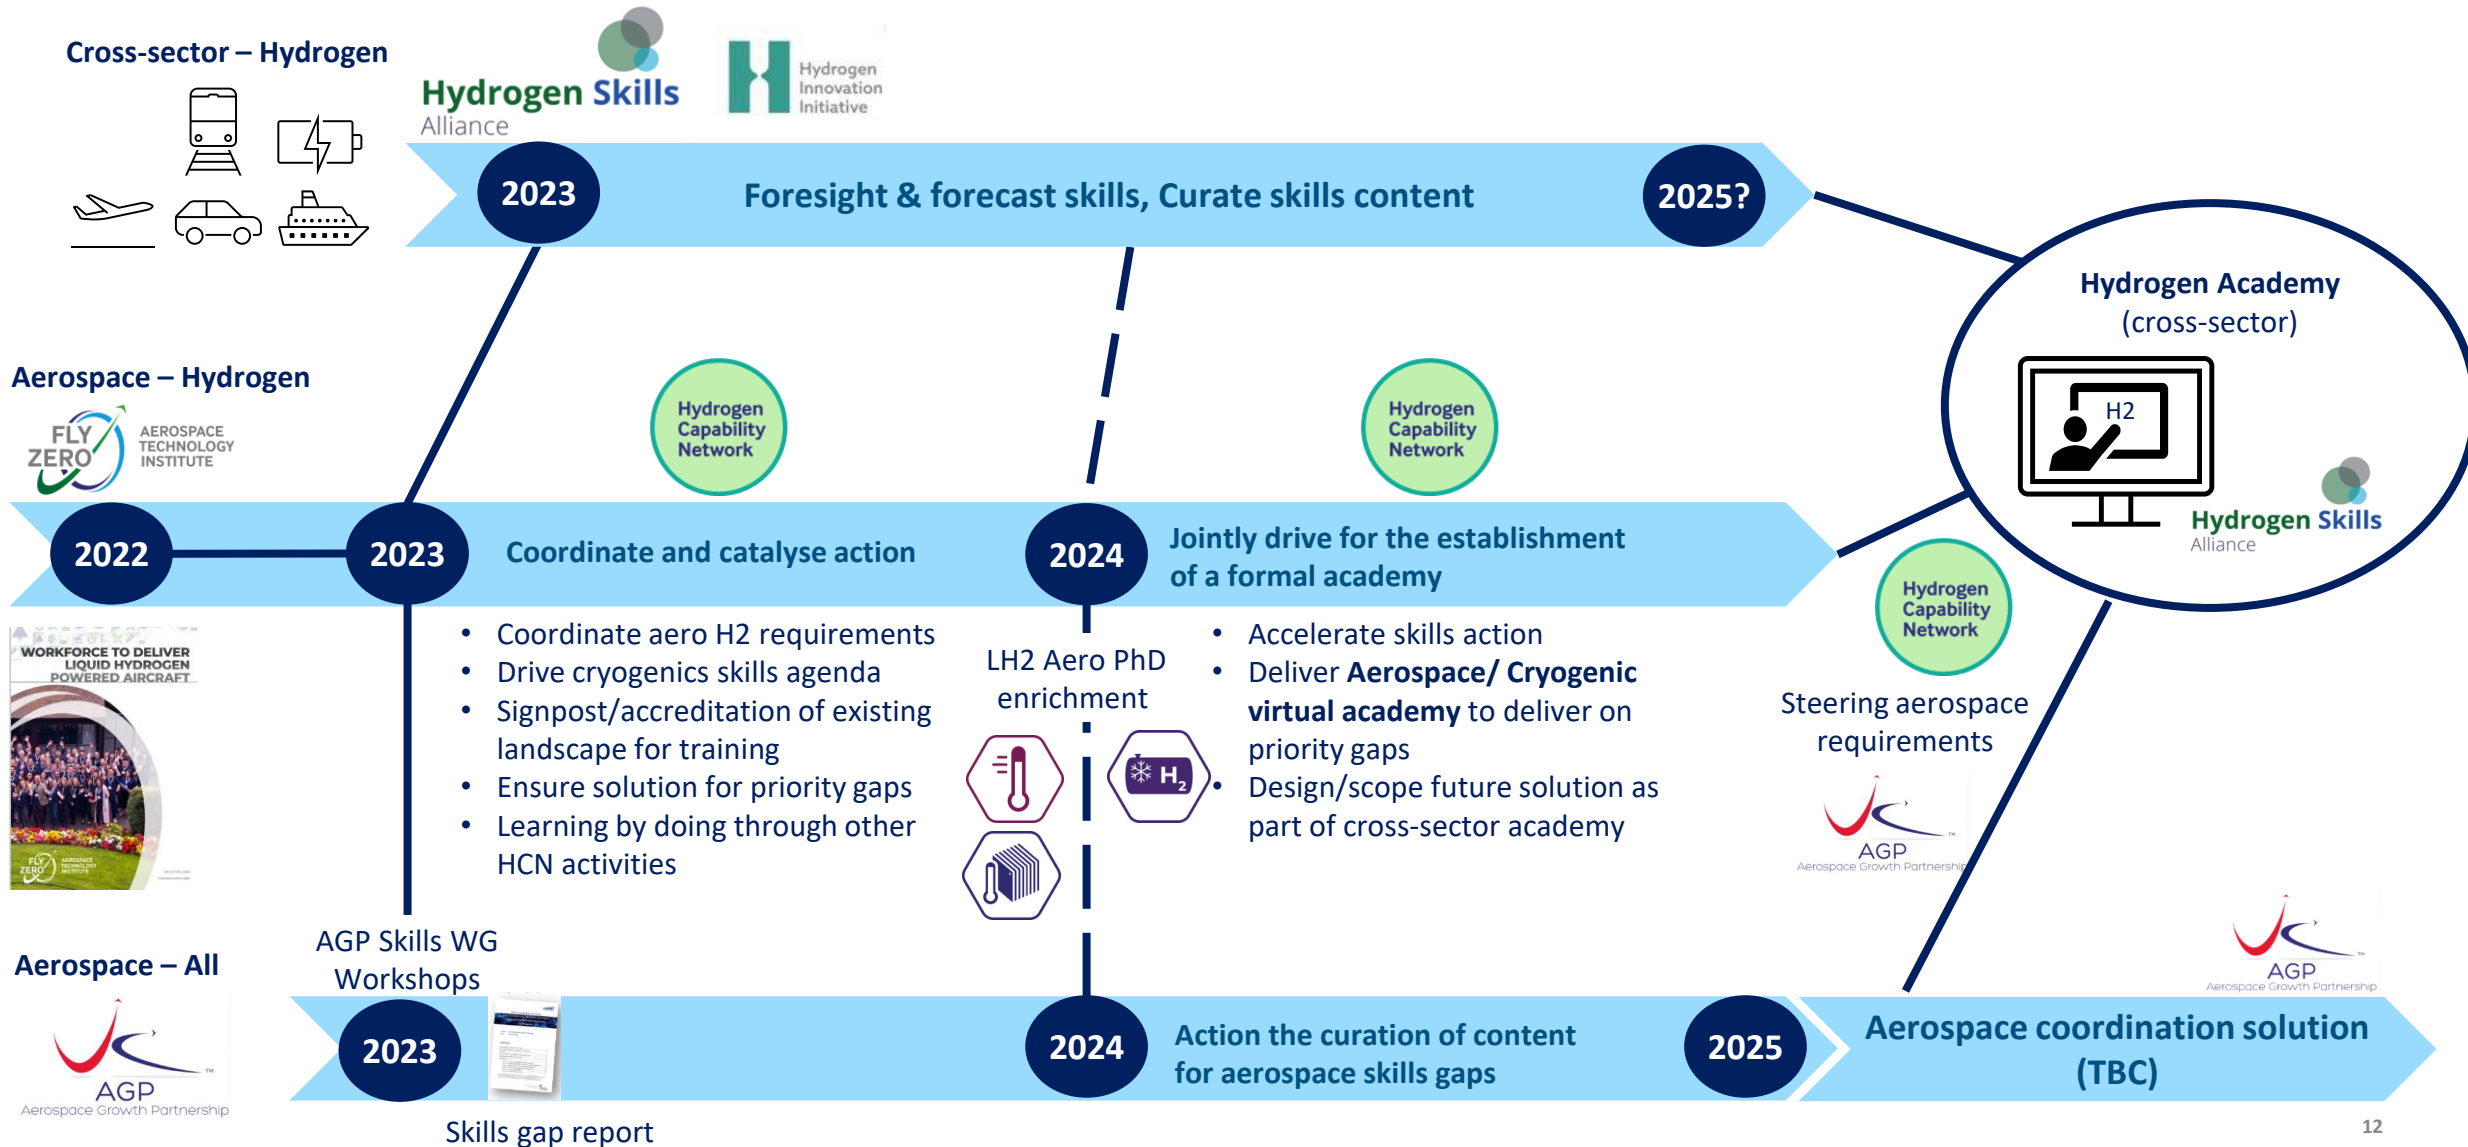 Cross-sector – Hydrogen
Hydrogen Skills
Alliance
Hydrogen
Innovation
Initiative
2023
Foresight & forecast skills, Curate skills content
2025?
Hydrogen Academy
(cross-sector)
H2
Hydrogen Skills
Alliance
Aerospace – Hydrogen
FLY
ZERO
AEROSPACE
TECHNOLOGY
INSTITUTE
Hydrogen
Capability
Network
Hydrogen
Capability
Network
2022
2023
Coordinate and catalyse action
2024
Jointly drive for the establishment
of a formal academy
Hydrogen
Capability
Network
WORKFORCE TO DELIVER
LIQUID HYDROGEN
POWERED AIRCRAFT
FLY
ZERO
AEROSPACE
TECHNOLOGY
INSTITUTE
• Coordinate aero H2 requirements
• Drive cryogenics skills agenda
• Signpost/accreditation of existing
landscape for training
• Ensure solution for priority gaps
• Learning by doing through other
HCN activities
LH2 Aero PhD
enrichment
H2
• Accelerate skills action
• Deliver Aerospace/ Cryogenic
virtual academy to deliver on
priority gaps
• Design/scope future solution as
part of cross-sector academy
Steering aerospace
requirements
TM
AGP
Aerospace Growth Partnership
AGP Skills WG
Workshops
Aerospace – All
TM
AGP
Aerospace Growth Partnership
2023
Skills gap report
2024
Action the curation of content
for aerospace skills gaps
2025
TM
AGP
Aerospace Growth Partnership
Aerospace coordination solution
(TBC)
12